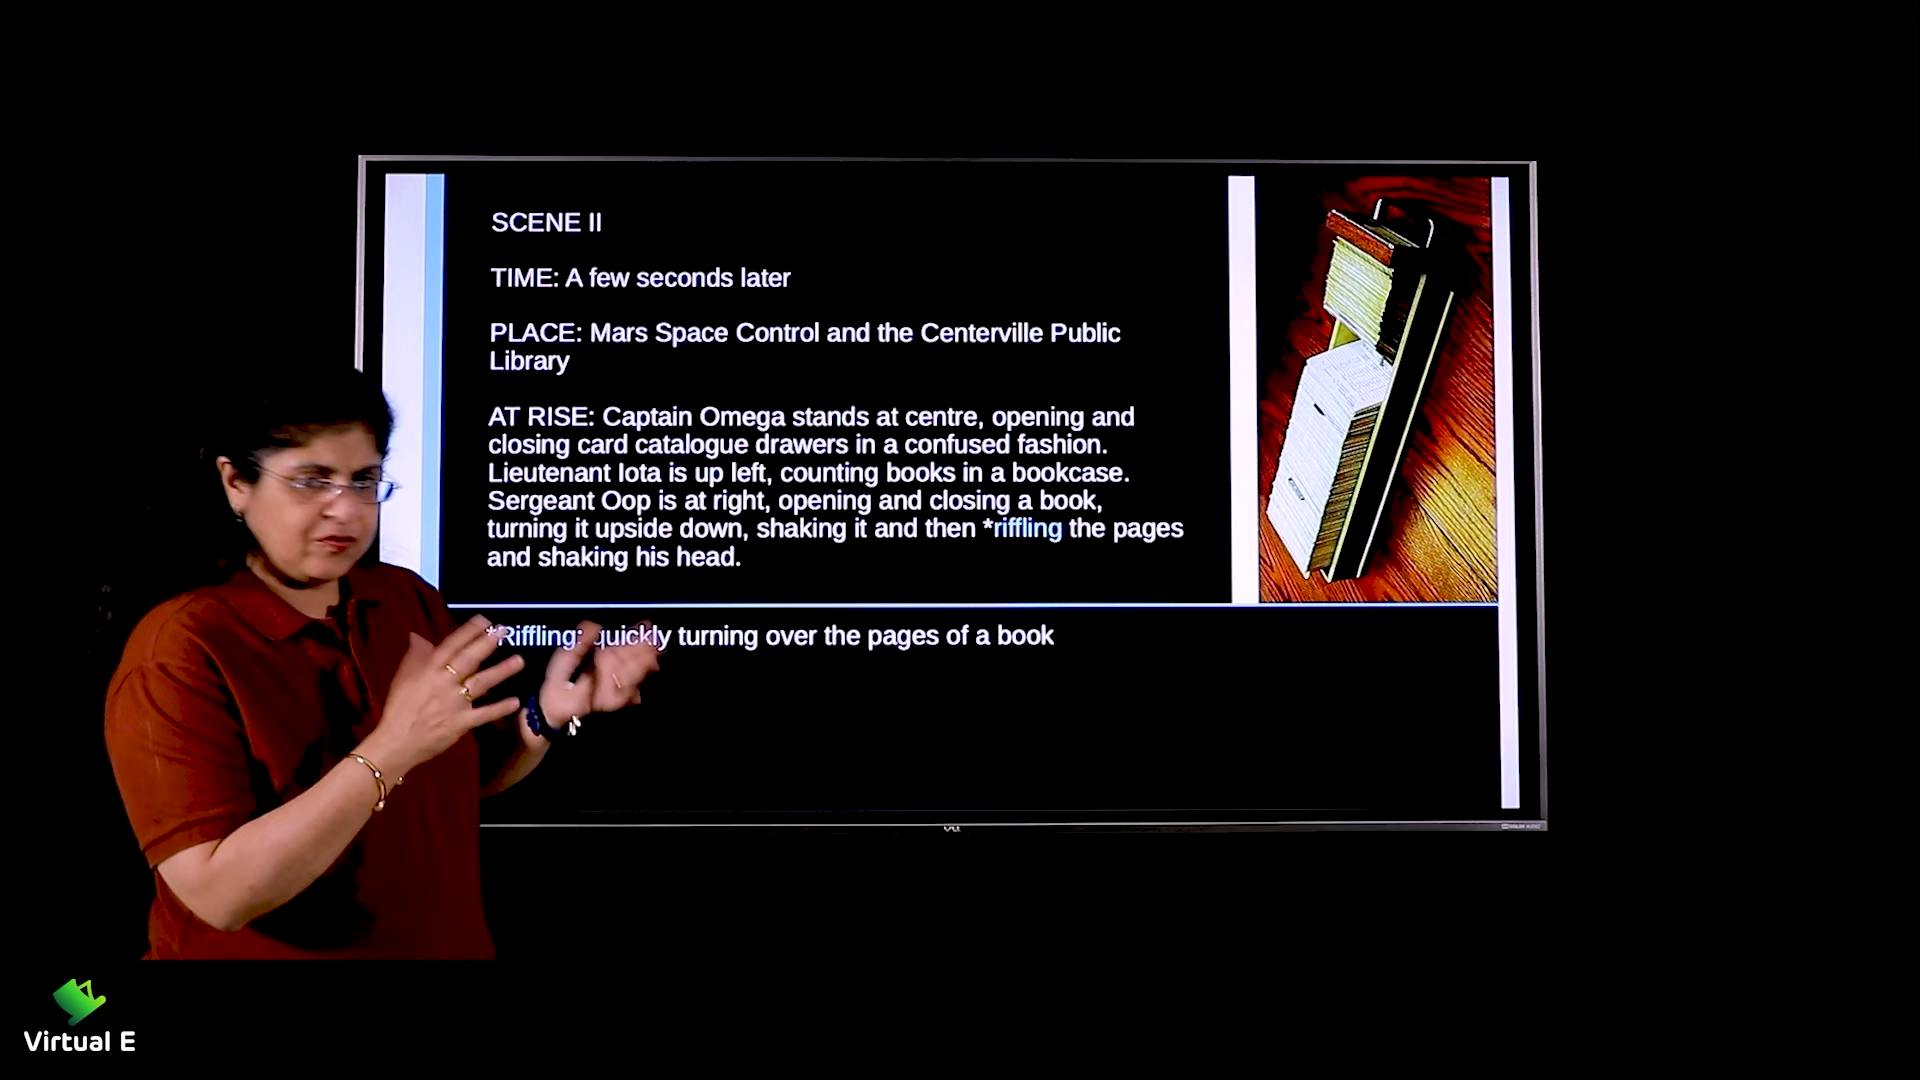 SCENE II
TIME: A few seconds later
PLACE: Mars Space Control and the Centerville Public
Library
AT RISE: Captain Omega stands at centre, opening and
closing card catalogue drawers in a confused fashion.
Lieutenant Iota is up left, counting books in a bookcase.
Sergeant Oop is at right, opening and closing a book,
turning it upside down, shaking it and then *riffling the pages
and shaking his head.
*Riffling: quickly turning over the pages of a book
Virtual E